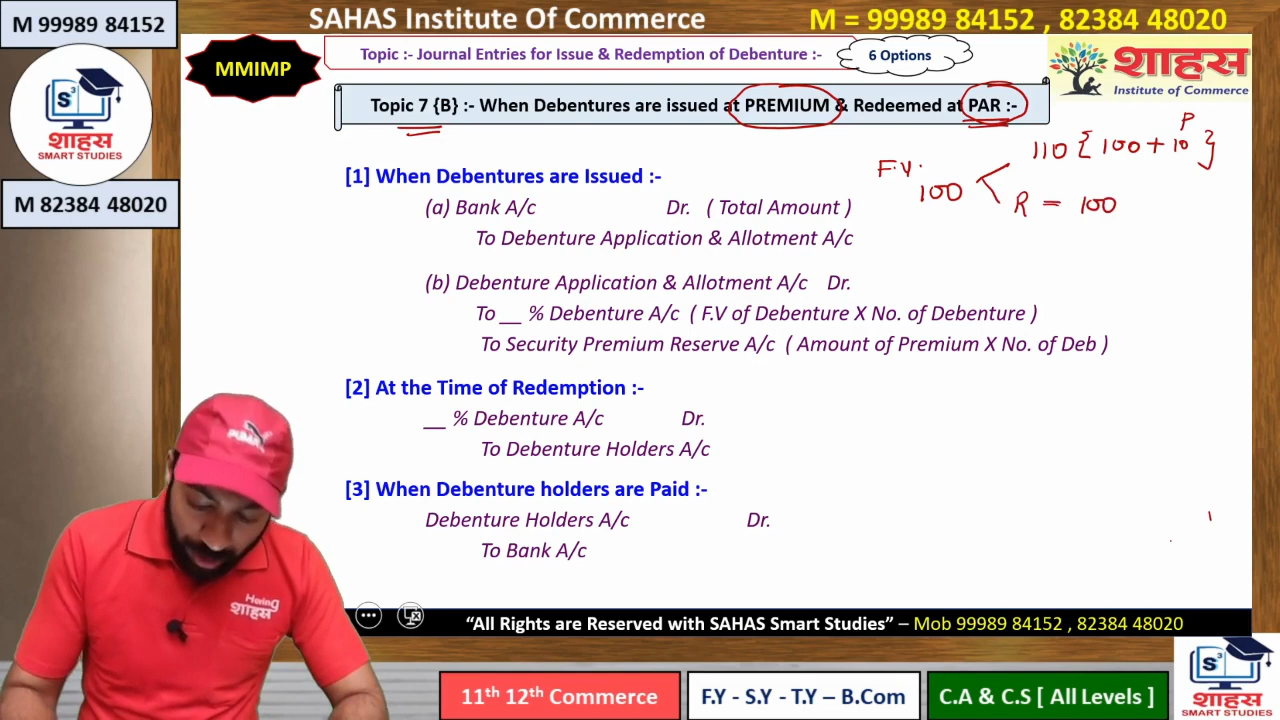 M 99989 84152
SAHAS Institute Of Commerce
M = 99989 84152 , 82384 48020
MMIMP
Topic :- Journal Entries for Issue & Redemption of Debenture :-
6 Options
शाहस
Institute of Commerce
S³
शाहस
SMART STUDIES
M 82384 48020
Topic 7 {B} :- When Debentures are issued at PREMIUM & Redeemed at PAR :-
P
F.V.
110 { 100 + 10 }
100
R = 100
[1] When Debentures are Issued :-
(a) Bank A/c Dr. ( Total Amount )
To Debenture Application & Allotment A/c
(b) Debenture Application & Allotment A/c Dr.
To __ % Debenture A/c ( F.V of Debenture X No. of Debenture )
To Security Premium Reserve A/c ( Amount of Premium X No. of Deb )
[2] At the Time of Redemption :-
__ % Debenture A/c Dr.
To Debenture Holders A/c
[3] When Debenture holders are Paid :-
Debenture Holders A/c Dr.
To Bank A/c
PUMA
Hering
शाहस
“All Rights are Reserved with SAHAS Smart Studies” – Mob 99989 84152 , 82384 48020
11th 12th Commerce
F.Y - S.Y - T.Y – B.Com
C.A & C.S [ All Levels ]
S³
शाहस
SMART STUDIES